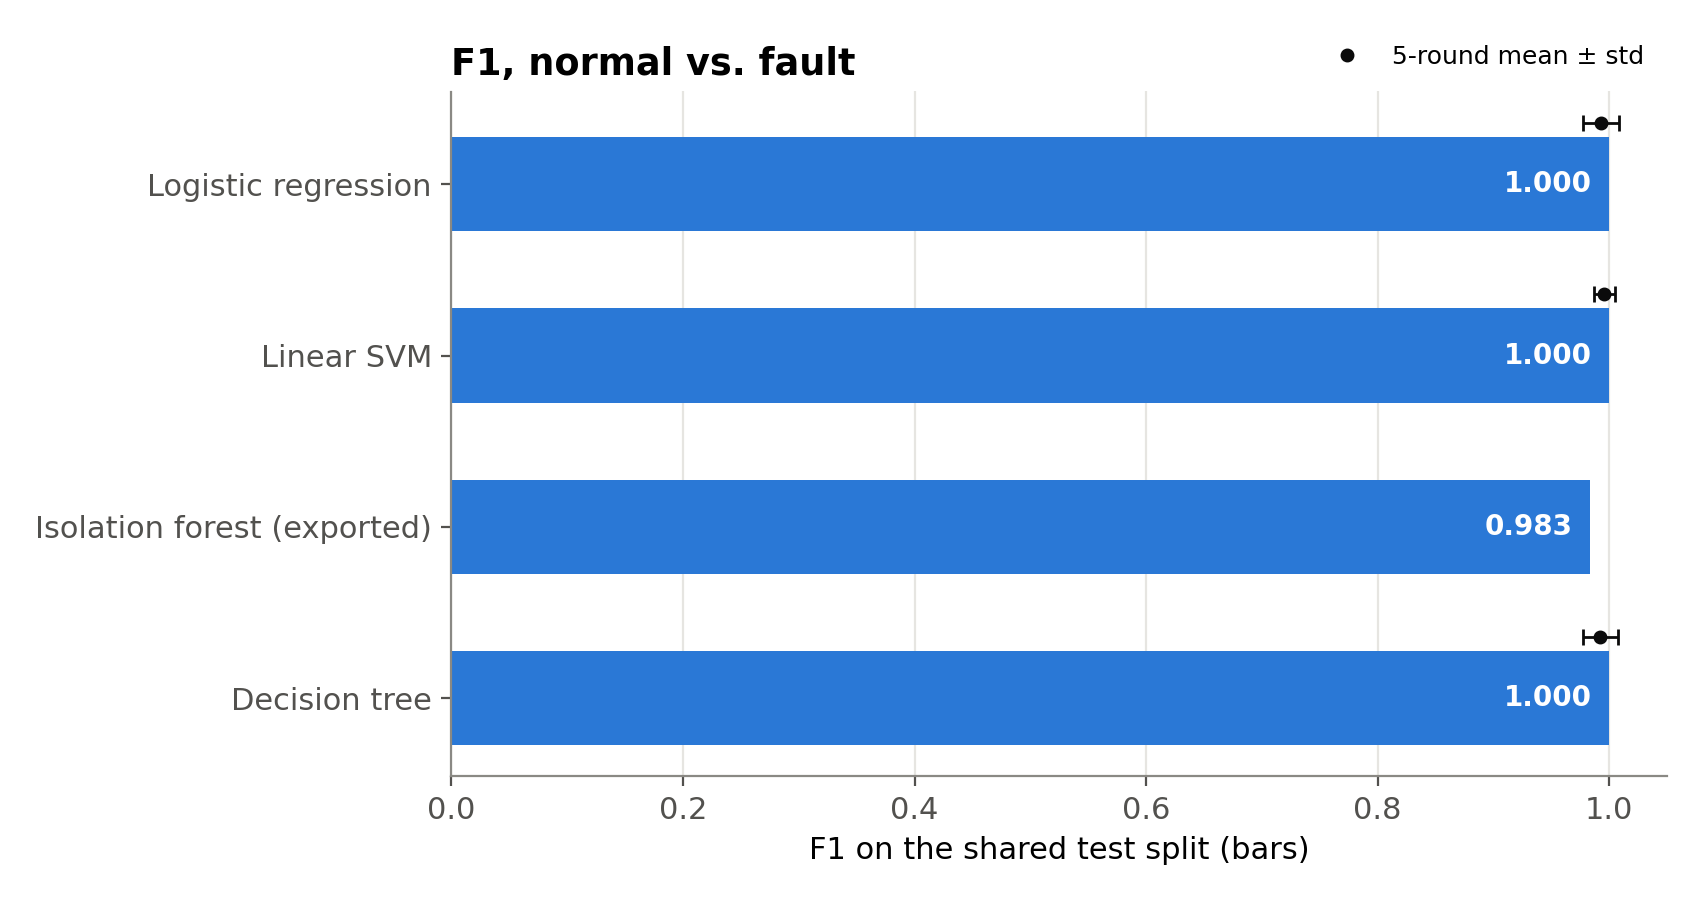 F1, normal vs. fault
5-round mean ± std
Logistic regression
1.000
Linear SVM
1.000
Isolation forest (exported)
0.983
Decision tree
1.000
0.0 0.2 0.4 0.6 0.8 1.0
F1 on the shared test split (bars)